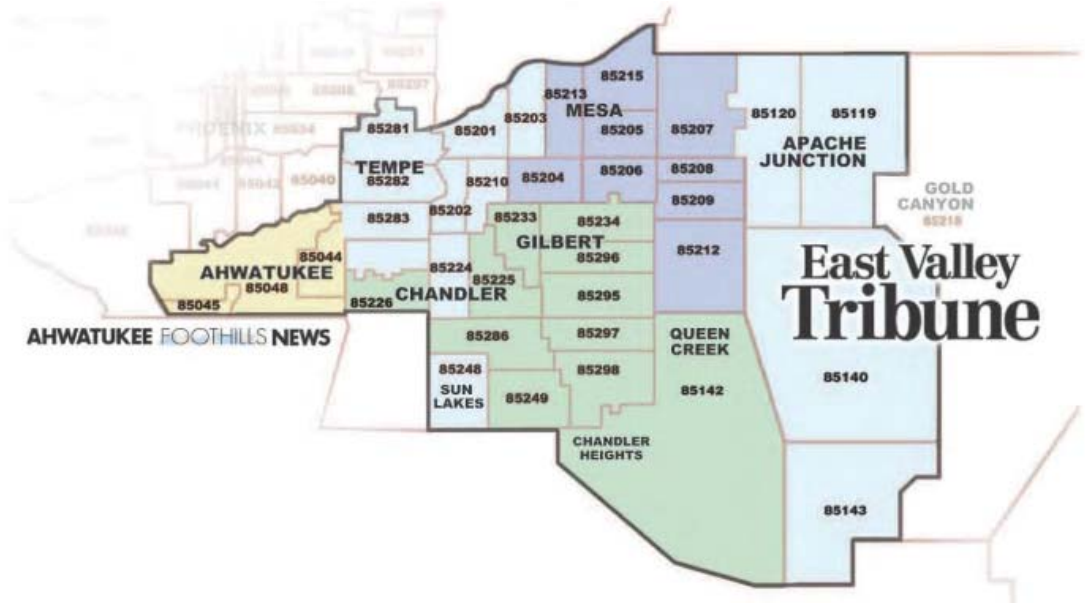 85215
85213
MESA
85281
85201
85203
85205
85207
85120
85119
PHOENIX
TEMPE
APACHE
JUNCTION
85282
85210
85204
85206
85208
85040
85209
85202
85283
85233
85234
GOLD
CANYON
85218
GILBERT
85212
85044
AHWATUKEE
85048
85045
85224
85225
85296
East Valley
Tribune
CHANDLER
85226
85295
AHWATUKEE FOOTHILLS NEWS
85286
85297
QUEEN
CREEK
85248
SUN
LAKES
85298
85249
85142
85140
CHANDLER
HEIGHTS
85143